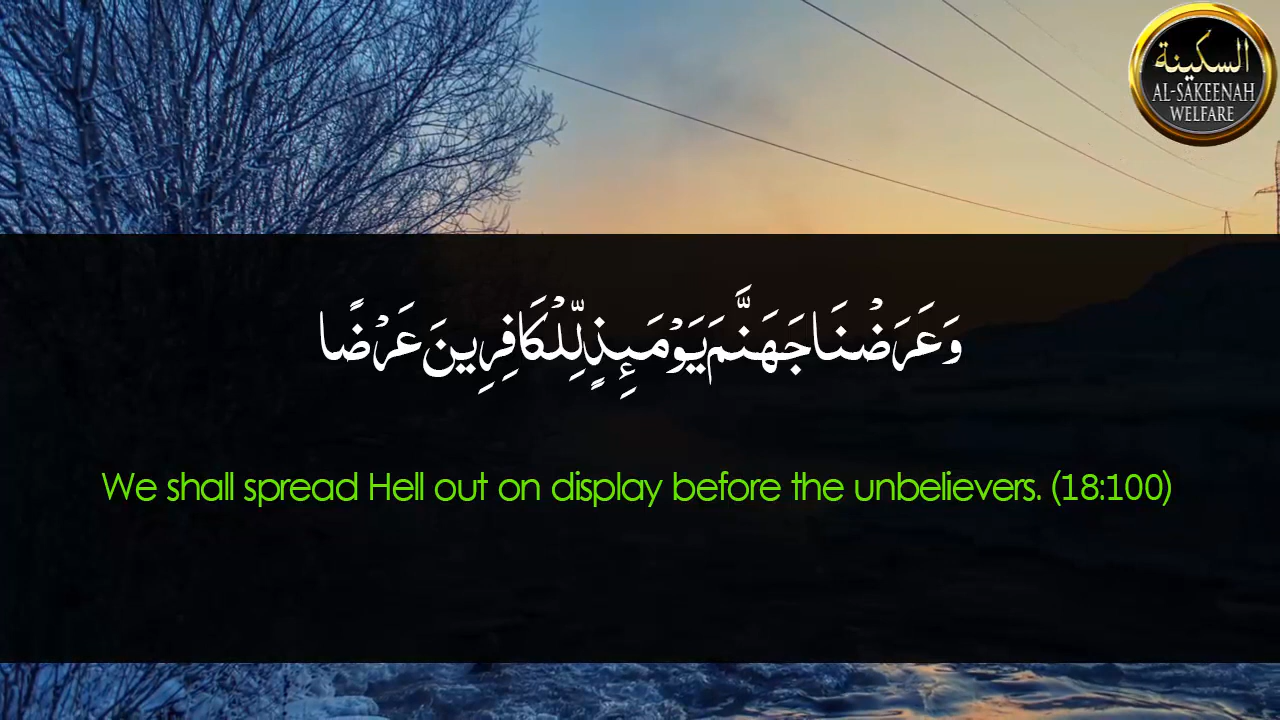 السكينة
AL-SAKEENAH
WELFARE
وَعَرَضْنَا جَهَنَّمَ يَوْمَئِذٍ لِّلْكَافِرِينَ عَرْضًا
We shall spread Hell out on display before the unbelievers. (18:100)